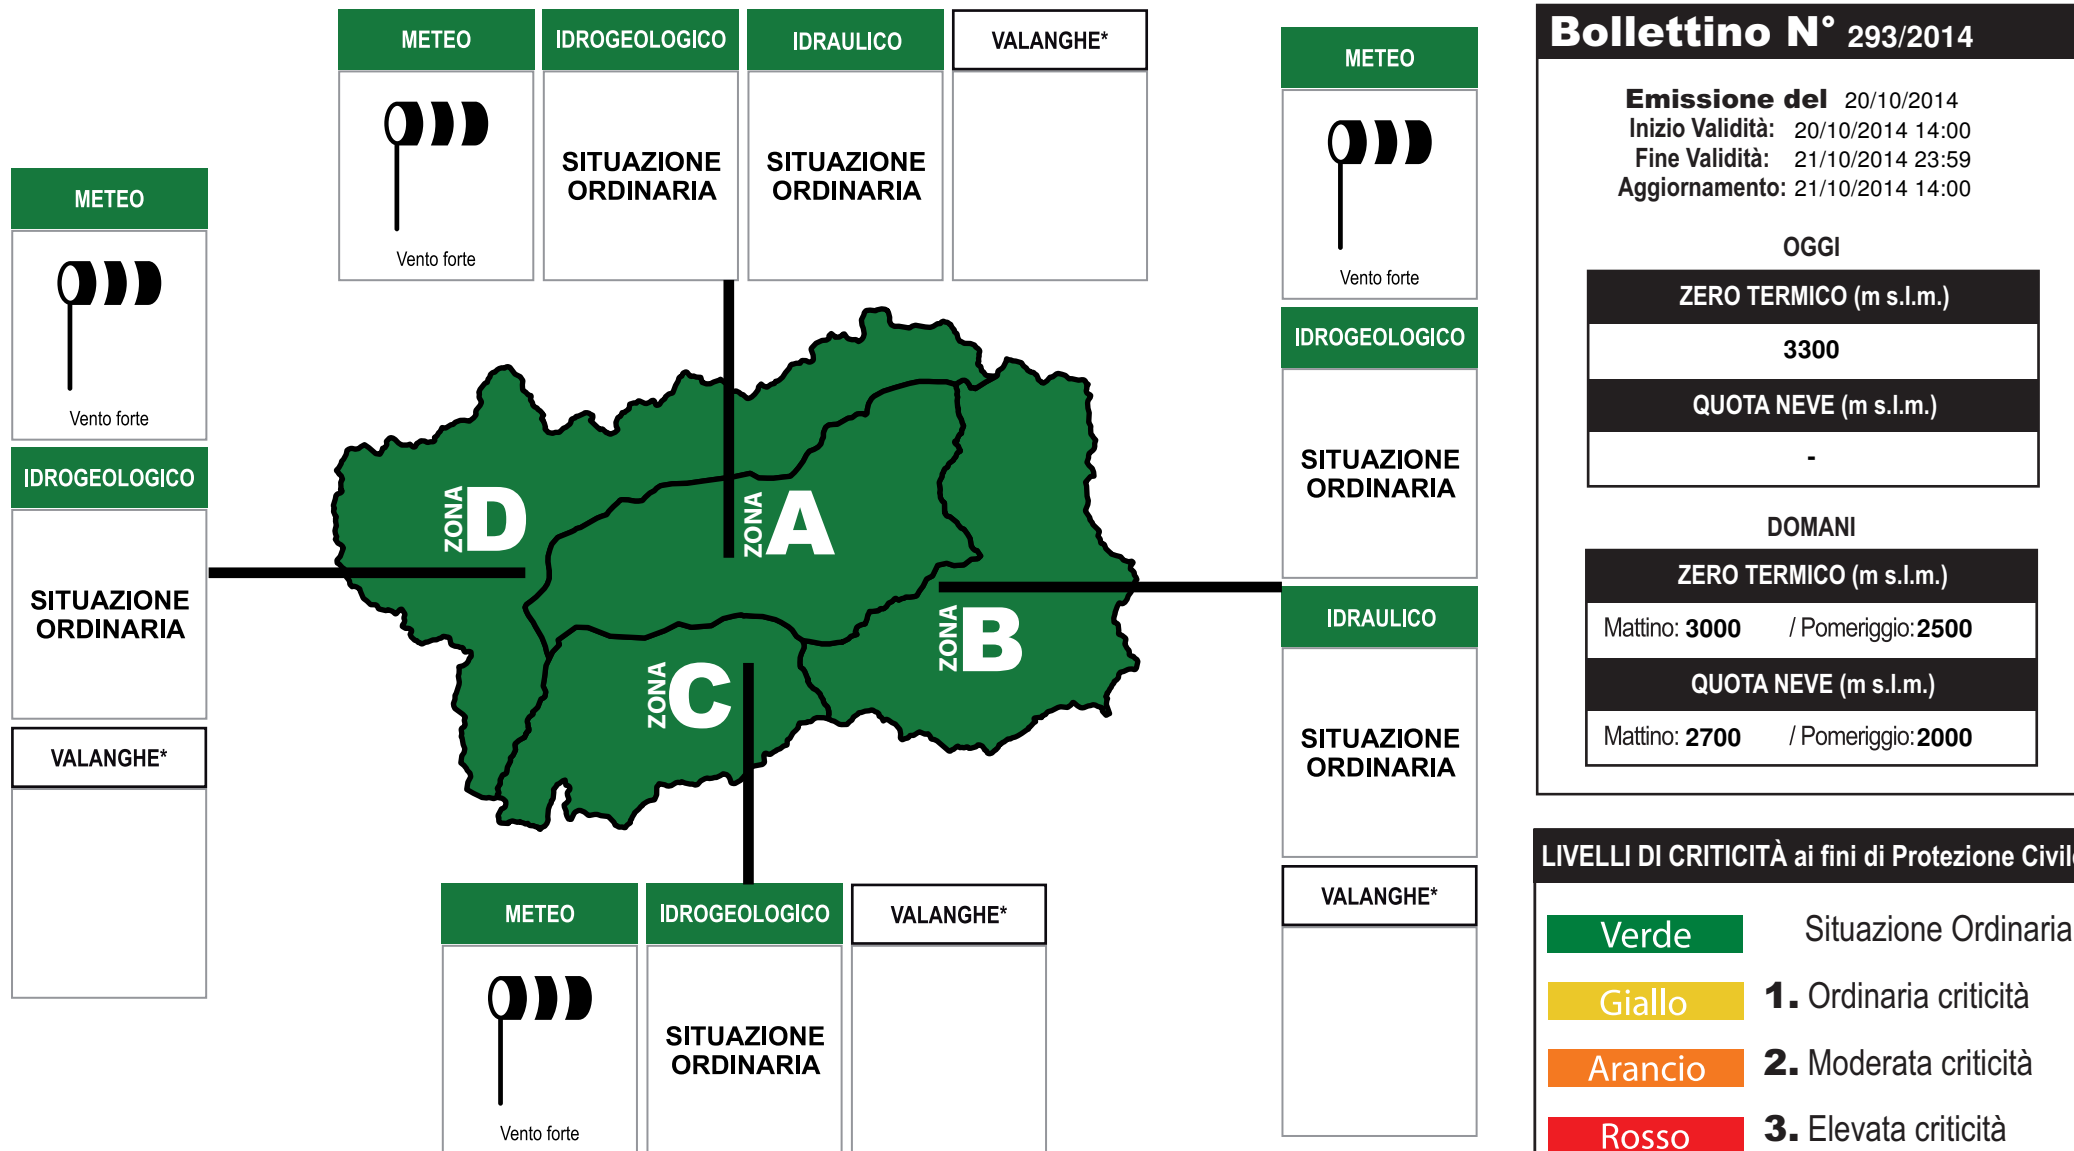 METEO
IDROGEOLOGICO
IDRAULICO
VALANGHE*
Vento forte
SITUAZIONE
ORDINARIA
SITUAZIONE
ORDINARIA
METEO
Vento forte
IDROGEOLOGICO
SITUAZIONE
ORDINARIA
VALANGHE*
METEO
Vento forte
IDROGEOLOGICO
SITUAZIONE
ORDINARIA
IDRAULICO
SITUAZIONE
ORDINARIA
VALANGHE*
ZONA D
ZONA A
ZONA B
ZONA C
METEO
IDROGEOLOGICO
VALANGHE*
Vento forte
SITUAZIONE
ORDINARIA
Bollettino N° 293/2014
Emissione del 20/10/2014
Inizio Validità: 20/10/2014 14:00
Fine Validità: 21/10/2014 23:59
Aggiornamento: 21/10/2014 14:00
OGGI
ZERO TERMICO (m s.l.m.)
3300
QUOTA NEVE (m s.l.m.)
-
DOMANI
ZERO TERMICO (m s.l.m.)
Mattino: 3000 / Pomeriggio: 2500
QUOTA NEVE (m s.l.m.)
Mattino: 2700 / Pomeriggio: 2000
LIVELLI DI CRITICITÀ ai fini di Protezione Civile
Verde Situazione Ordinaria
Giallo 1. Ordinaria criticità
Arancio 2. Moderata criticità
Rosso 3. Elevata criticità